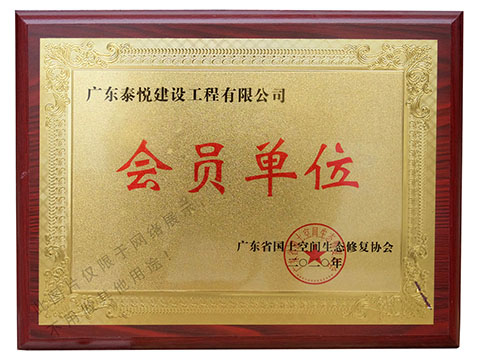 广东泰悦建设工程有限公司
会员单位
广东省国土空间生态修复协会
二〇二〇年
上图片仅限于网络展示
不用做其他用途！